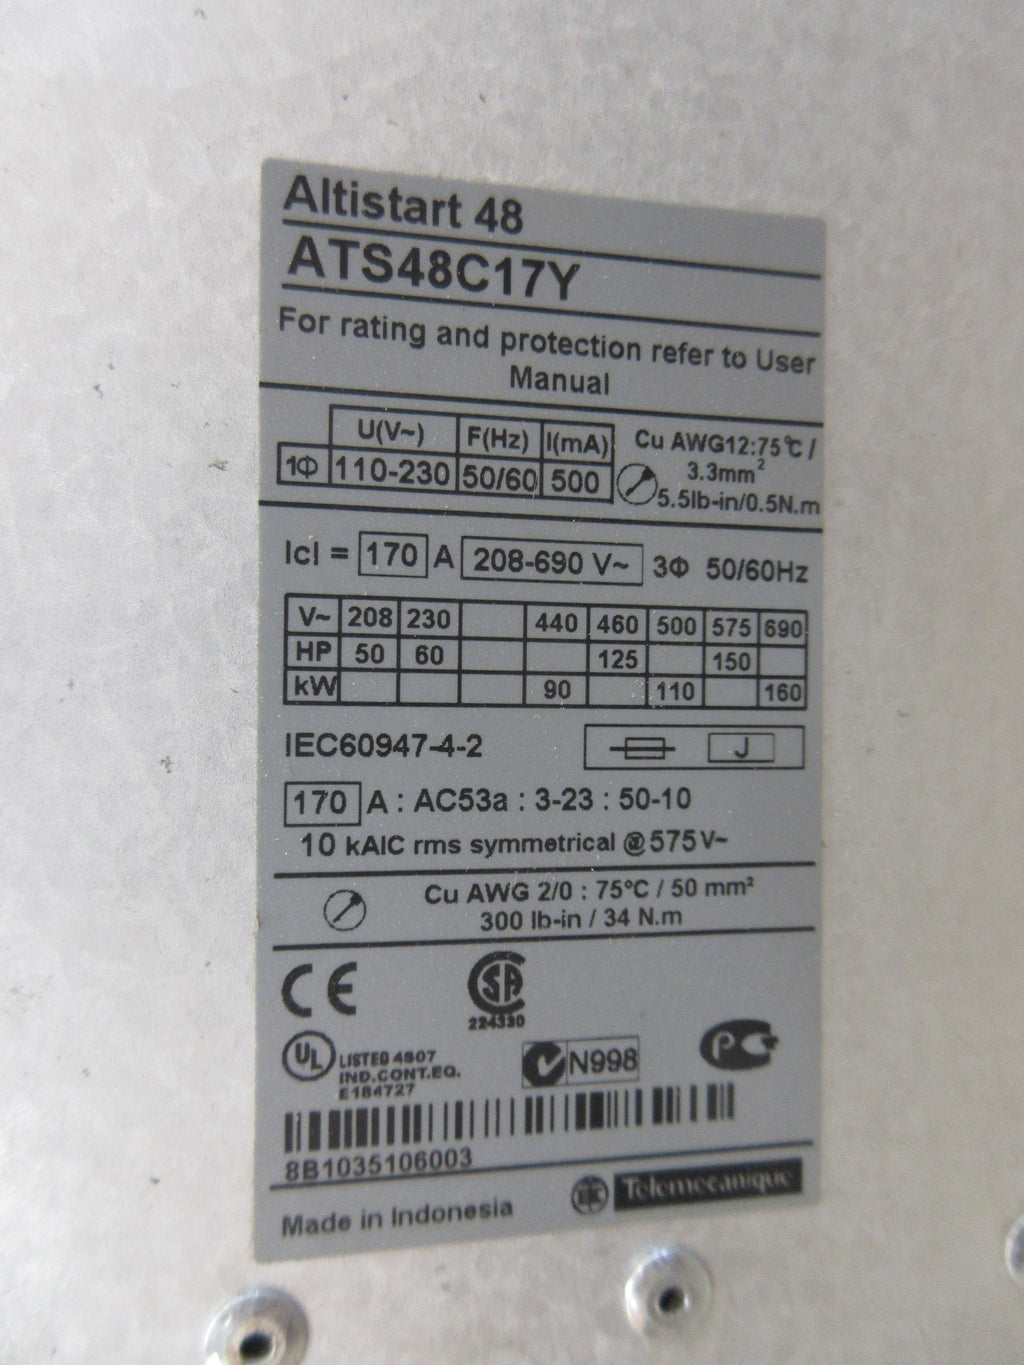 Altistart 48
ATS48C17Y
For rating and protection refer to User
Manual
U(V~) F(Hz) I(mA)
1Φ 110-230 50/60 500
Cu AWG12:75℃/
3.3mm²
5.5lb-in/0.5N.m
Icl = 170 A 208-690 V~ 3Φ 50/60Hz
V~ 208 230 440 460 500 575 690
HP 50 60 125 150
kW 90 110 160
IEC60947-4-2 J
170 A : AC53a : 3-23 : 50-10
10 kAIC rms symmetrical @575V~
Cu AWG 2/0 : 75°C / 50 mm²
300 lb-in / 34 N.m
CE SA
224330
UL LISTED 4S07
IND.CONT.EQ.
E184727
N998
PC
8B1035106003
Made in Indonesia Telemecanique